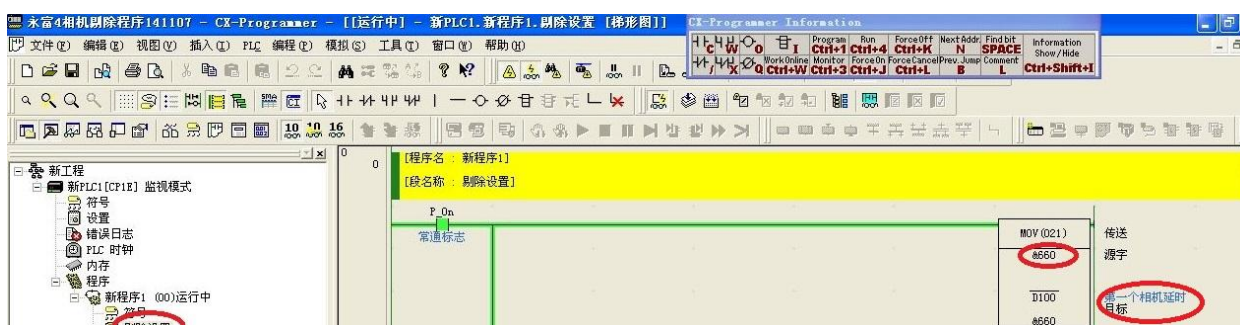 永富4相机剔除程序141107 - CX-Programmer - [[运行中] - 新PLC1.新程序1.剔除设置 [梯形图]]
CX-Programmer Information
文件(F) 编辑(E) 视图(V) 插入(I) PLC 编程(P) 模拟(S) 工具(T) 窗口(W) 帮助(H)
C W O I Program Ctrl+1 Run Ctrl+4 Force Off Ctrl+K Next Addr. N Find bit SPACE Information Show/Hide
/ X Q Work Online Ctrl+W Monitor Ctrl+3 Force On Ctrl+J Force Cancel Ctrl+L Prev. Jump B Comment L Ctrl+Shift+I
10 10 16
新工程
新PLC1[CP1E] 监视模式
符号
设置
错误日志
PLC 时钟
内存
程序
新程序1 (00)运行中
符号
剔除设置
0
0
[程序名 : 新程序1]
[段名称 : 剔除设置]
P_On
常通标志
MOV(021)
传送
&660
源字
D100
第一个相机延时
目标
&660